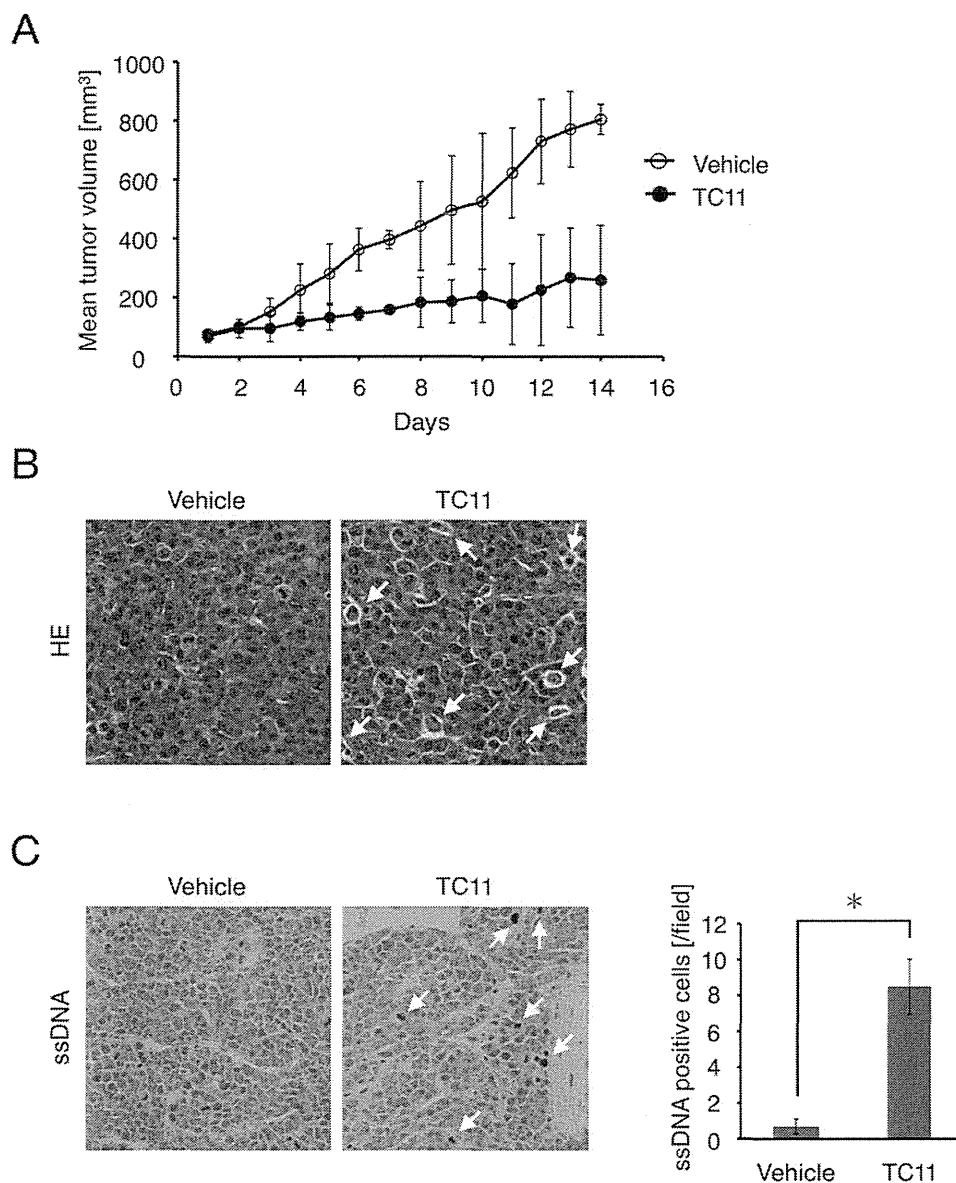 A
Mean tumor volume [mm³]
1000
800
600
400
200
0
0 2 4 6 8 10 12 14 16
Days
Vehicle
TC11
B
Vehicle TC11
HE
C
Vehicle TC11
ssDNA
ssDNA positive cells [/field]
12
10
8
6
4
2
0
*
Vehicle TC11